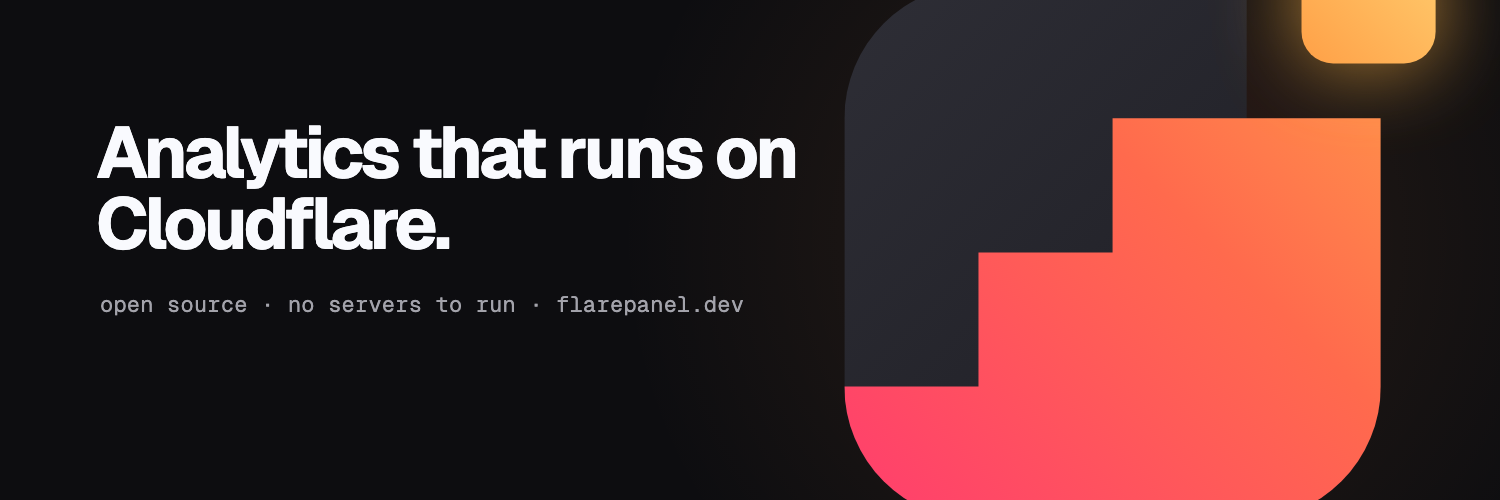 Analytics that runs on
Cloudflare.
open source · no servers to run · flarepanel.dev